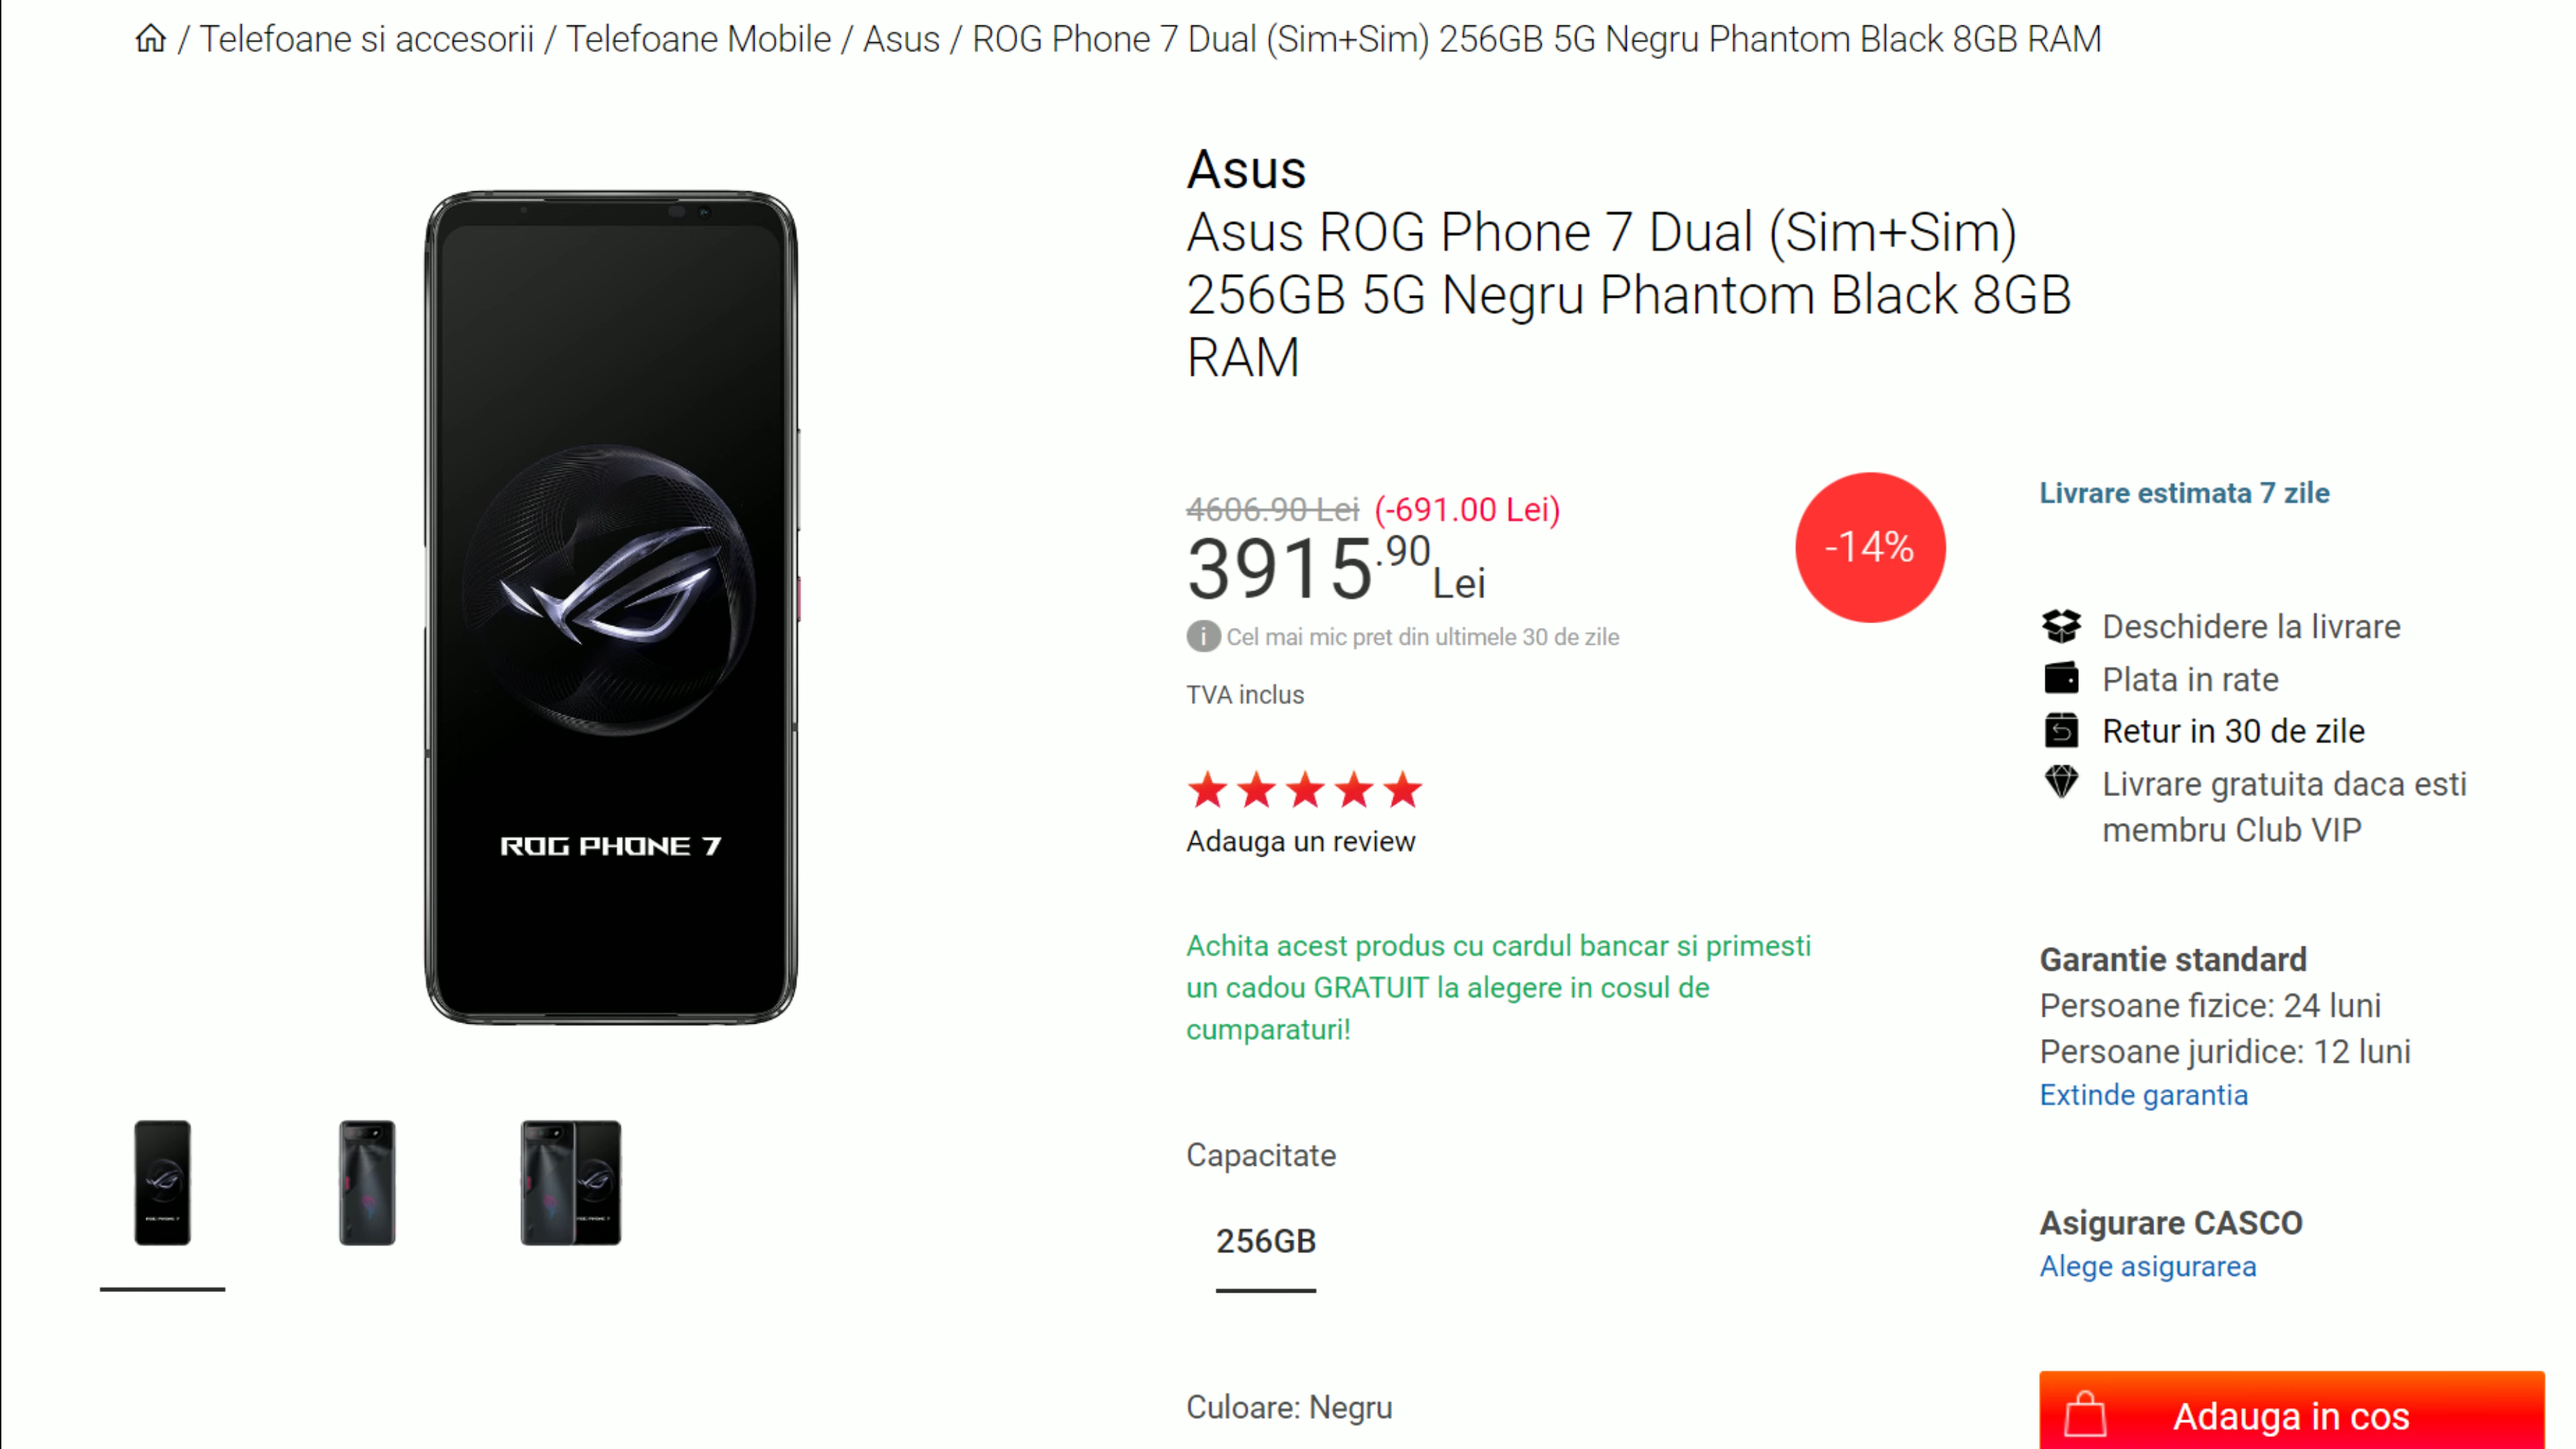 / Telefoane si accesorii / Telefoane Mobile / Asus / ROG Phone 7 Dual (Sim+Sim) 256GB 5G Negru Phantom Black 8GB RAM
ROG PHONE 7
Asus
Asus ROG Phone 7 Dual (Sim+Sim)
256GB 5G Negru Phantom Black 8GB
RAM
4606.90 Lei (-691.00 Lei)
3915.90 Lei
-14%
Cel mai mic pret din ultimele 30 de zile
TVA inclus
Adauga un review
Achita acest produs cu cardul bancar si primesti
un cadou GRATUIT la alegere in cosul de
cumparaturi!
Capacitate
256GB
Culoare: Negru
Livrare estimata 7 zile
Deschidere la livrare
Plata in rate
Retur in 30 de zile
Livrare gratuita daca esti
membru Club VIP
Garantie standard
Persoane fizice: 24 luni
Persoane juridice: 12 luni
Extinde garantia
Asigurare CASCO
Alege asigurarea
Adauga in cos